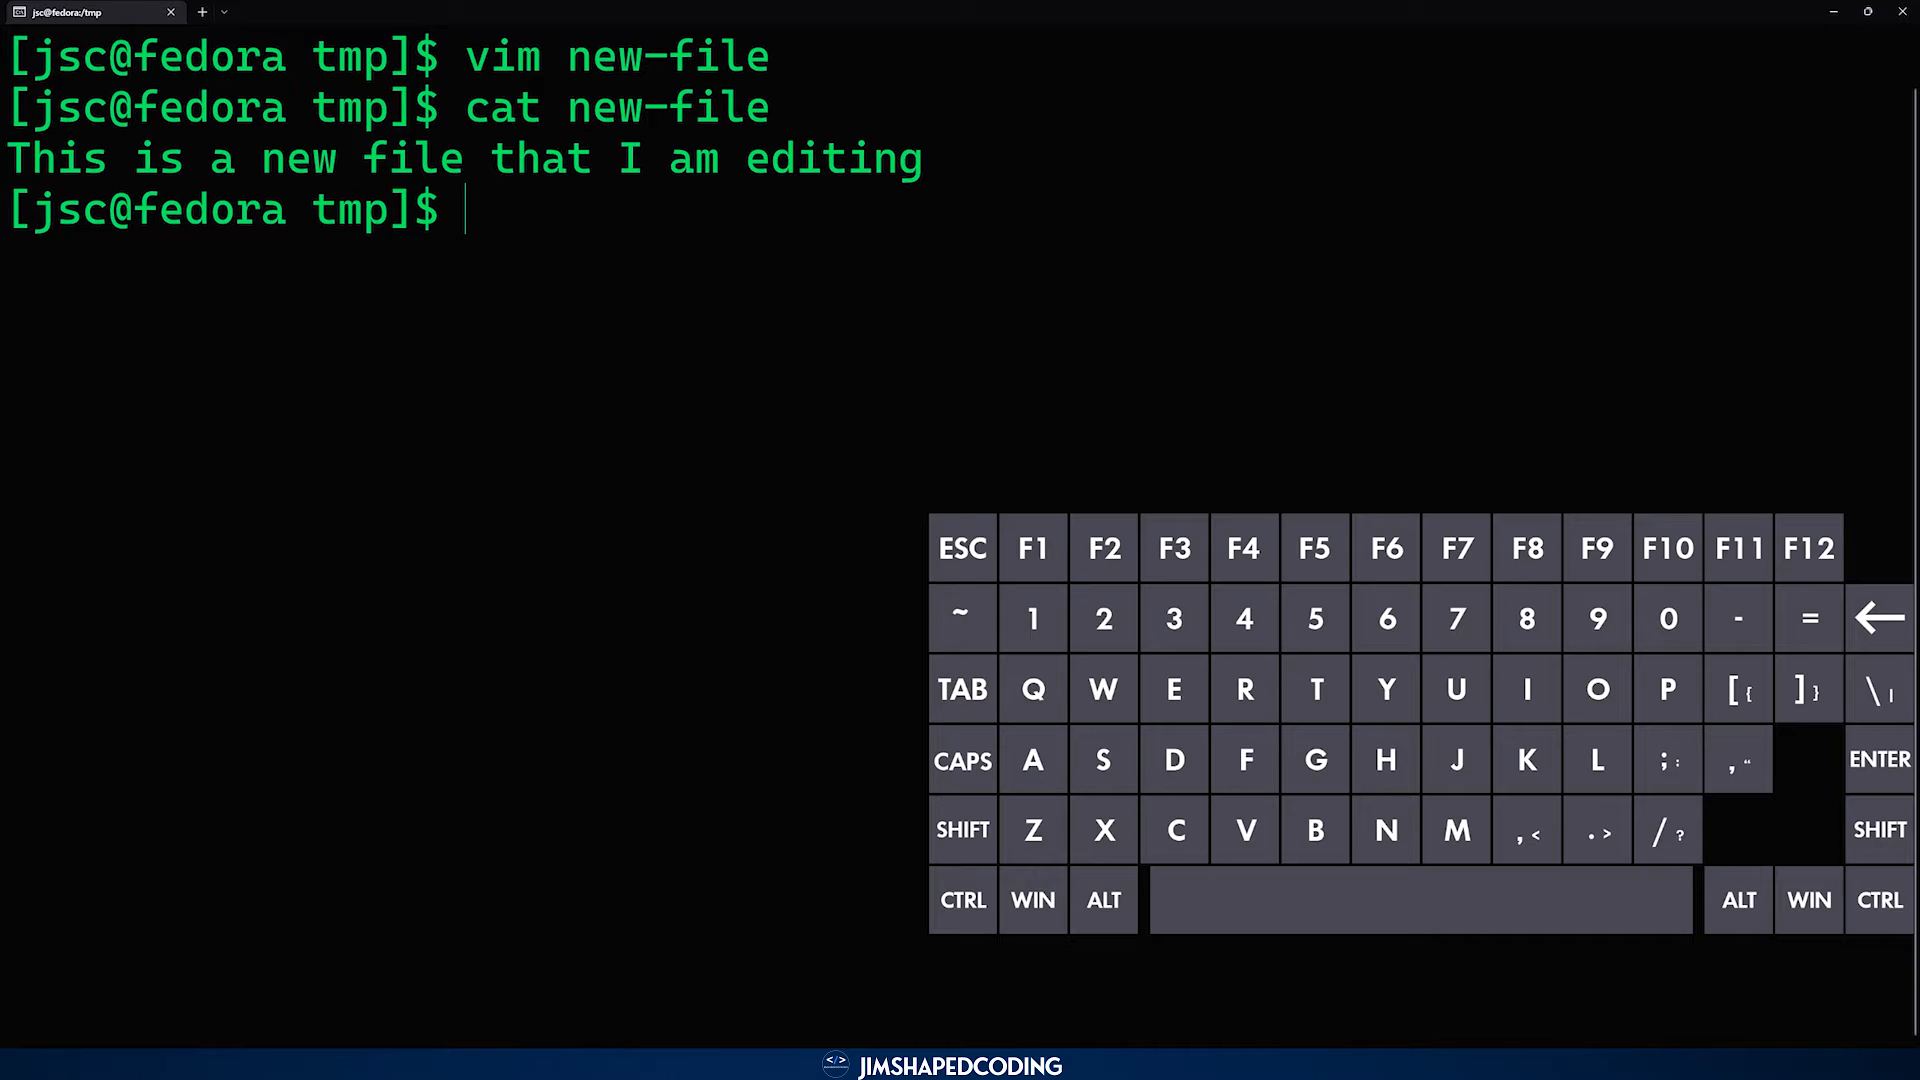 jsc@fedora:/tmp
[jsc@fedora tmp]$ vim new-file
[jsc@fedora tmp]$ cat new-file
This is a new file that I am editing
[jsc@fedora tmp]$
ESC F1 F2 F3 F4 F5 F6 F7 F8 F9 F10 F11 F12
~ 1 2 3 4 5 6 7 8 9 0 - = ←
TAB Q W E R T Y U I O P [ { ] } \ |
CAPS A S D F G H J K L ; : , “ ENTER
SHIFT Z X C V B N M , < . > / ? SHIFT
CTRL WIN ALT ALT WIN CTRL
</> JIMSHAPEDCODING